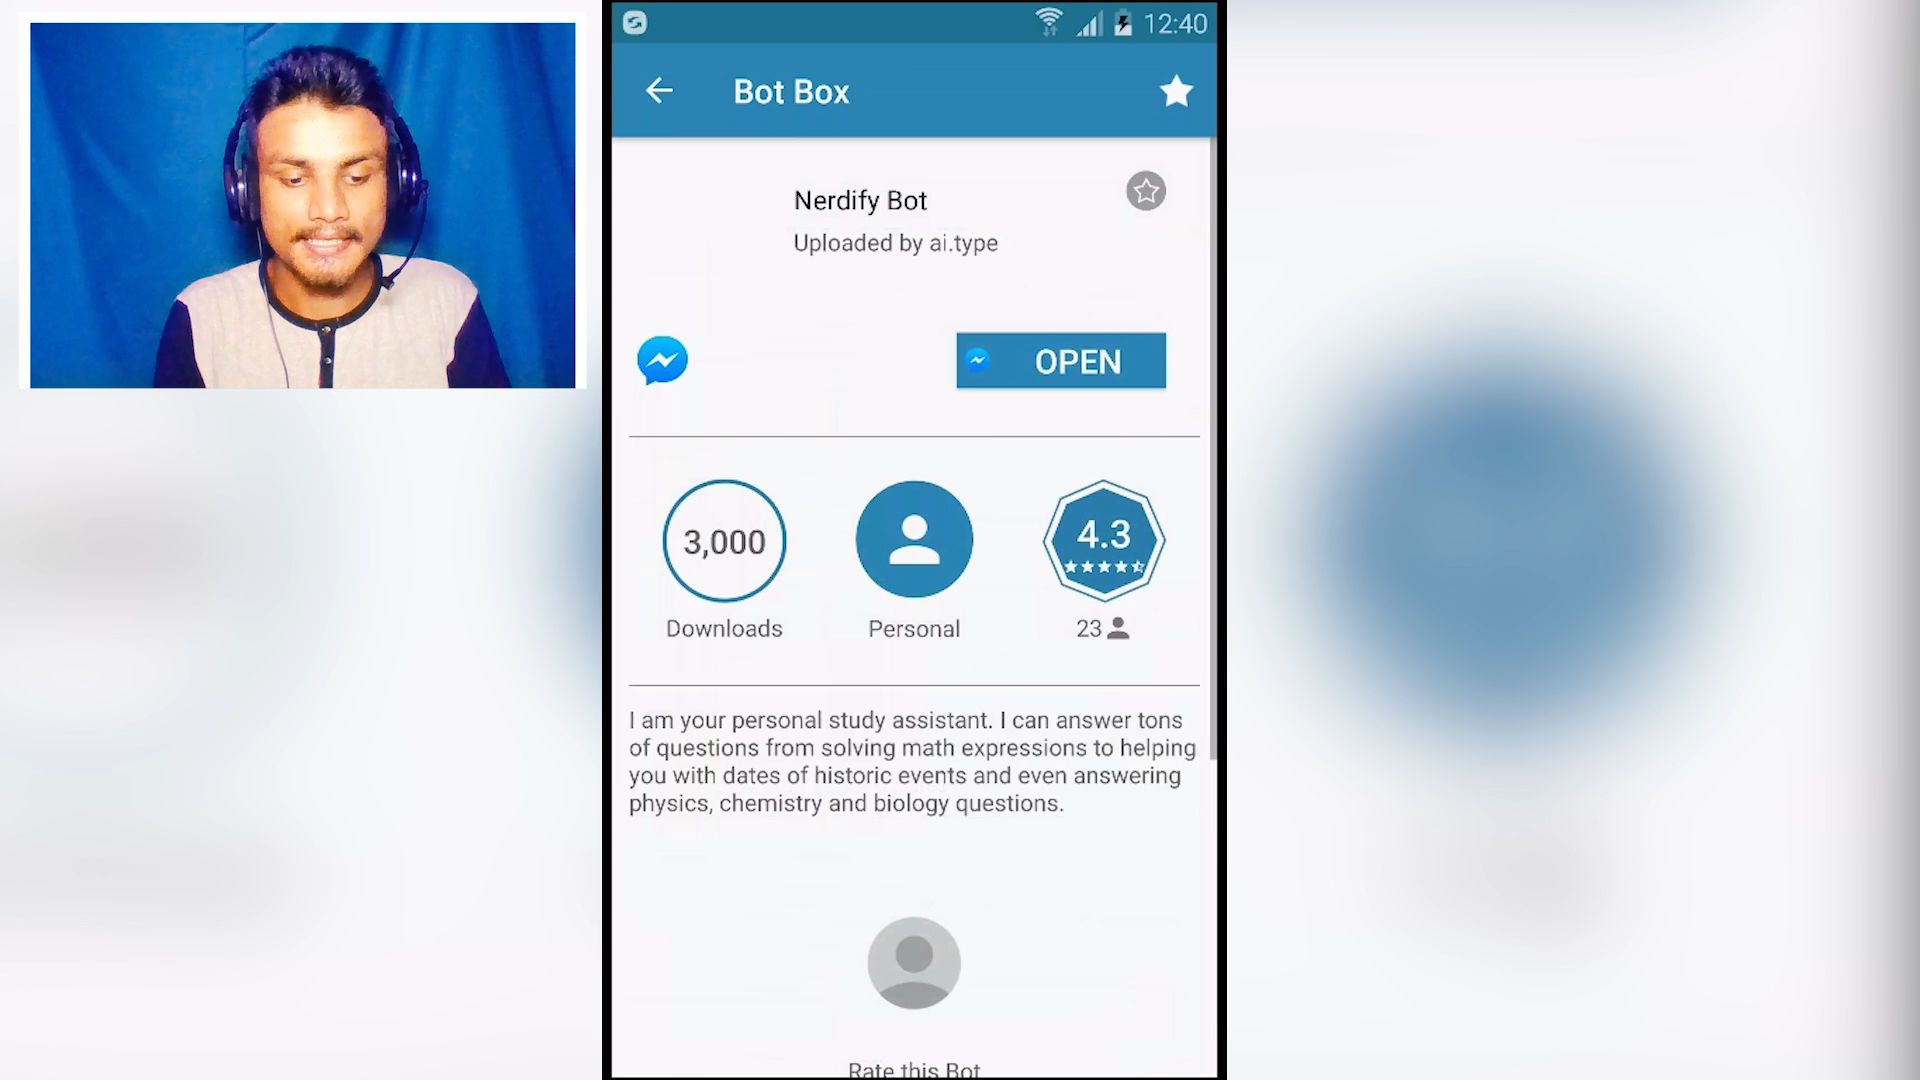 12:40
Bot Box
Nerdify Bot
Uploaded by ai.type
OPEN
3,000
4.3
Downloads
Personal
23
I am your personal study assistant. I can answer tons
of questions from solving math expressions to helping
you with dates of historic events and even answering
physics, chemistry and biology questions.
Rate this Bot